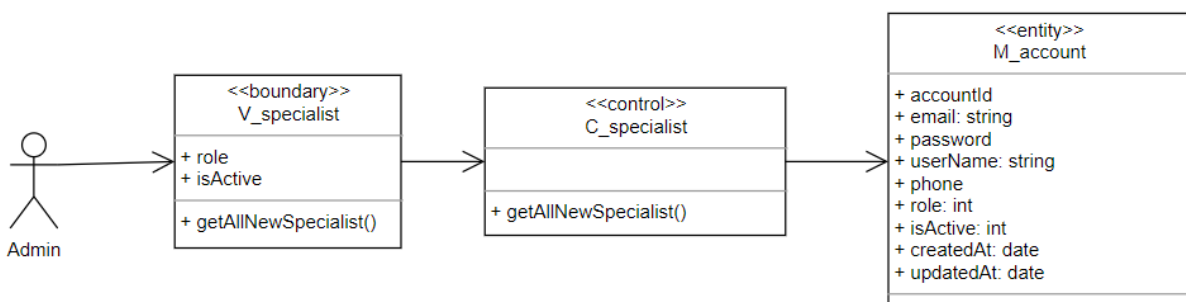 Admin
<<boundary>>
V_specialist
+ role
+ isActive
+ getAllNewSpecialist()
<<control>>
C_specialist
+ getAllNewSpecialist()
<<entity>>
M_account
+ accountId
+ email: string
+ password
+ userName: string
+ phone
+ role: int
+ isActive: int
+ createdAt: date
+ updatedAt: date